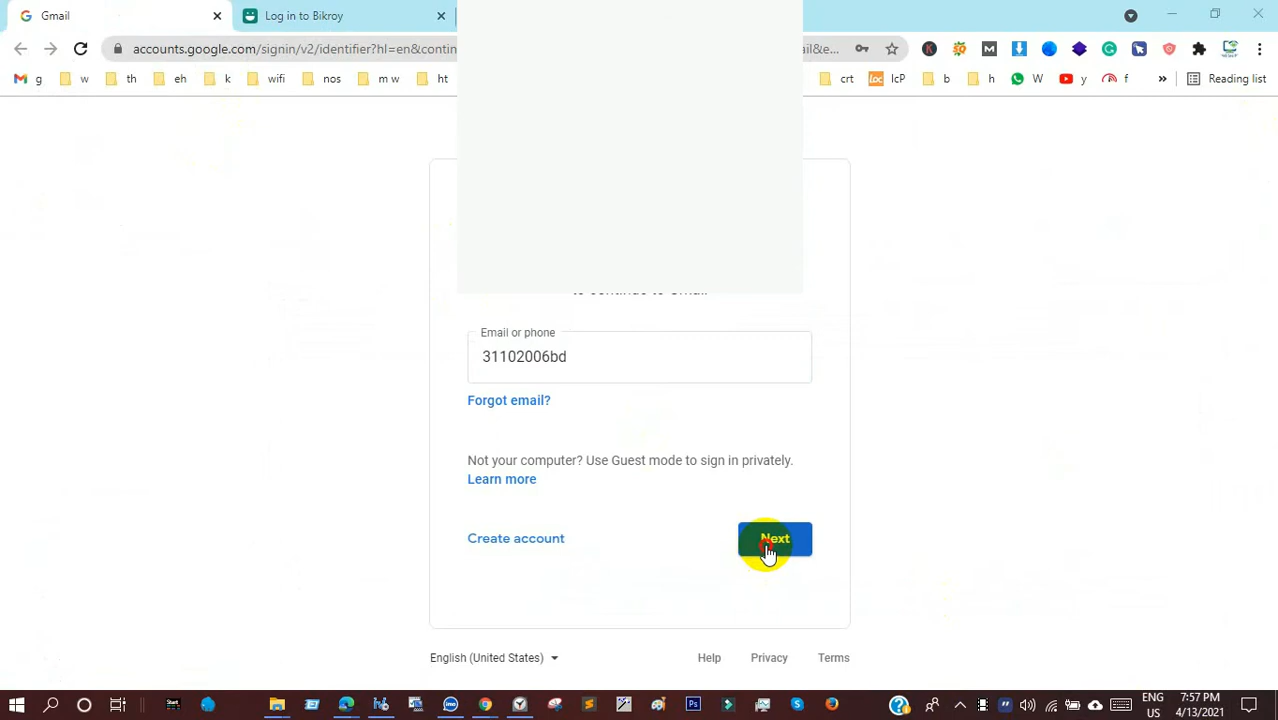 Gmail
Log in to Bikroy
accounts.google.com/signin/v2/identifier?hl=en&contin
ail&e...
g
w
th
eh
k
wifi
nos
m w
ht
crt
lcP
b
h
W
y
f
Reading list
to continue to Gmail
Email or phone
31102006bd
Forgot email?
Not your computer? Use Guest mode to sign in privately.
Learn more
Create account
Next
English (United States)
Help
Privacy
Terms
ENG
US
7:57 PM
4/13/2021